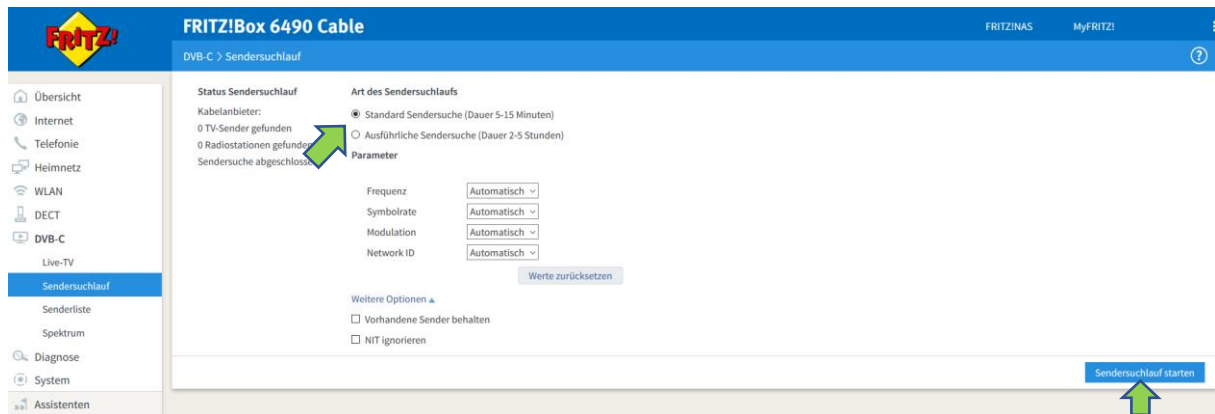 FRITZ!
FRITZ!Box 6490 Cable
FRITZ!NAS
MyFRITZ!
DVB-C > Sendersuchlauf
Übersicht
Internet
Telefonie
Heimnetz
WLAN
DECT
DVB-C
Live-TV
Sendersuchlauf
Senderliste
Spektrum
Diagnose
System
Assistenten
Status Sendersuchlauf
Kabelanbieter:
0 TV-Sender gefunden
0 Radiostationen gefunden
Sendersuche abgeschlossen
Art des Sendersuchlaufs
Standard Sendersuche (Dauer 5-15 Minuten)
Ausführliche Sendersuche (Dauer 2-5 Stunden)
Parameter
Frequenz Automatisch
Symbolrate Automatisch
Modulation Automatisch
Network ID Automatisch
Werte zurücksetzen
Weitere Optionen
Vorhandene Sender behalten
NIT ignorieren
Sendersuchlauf starten